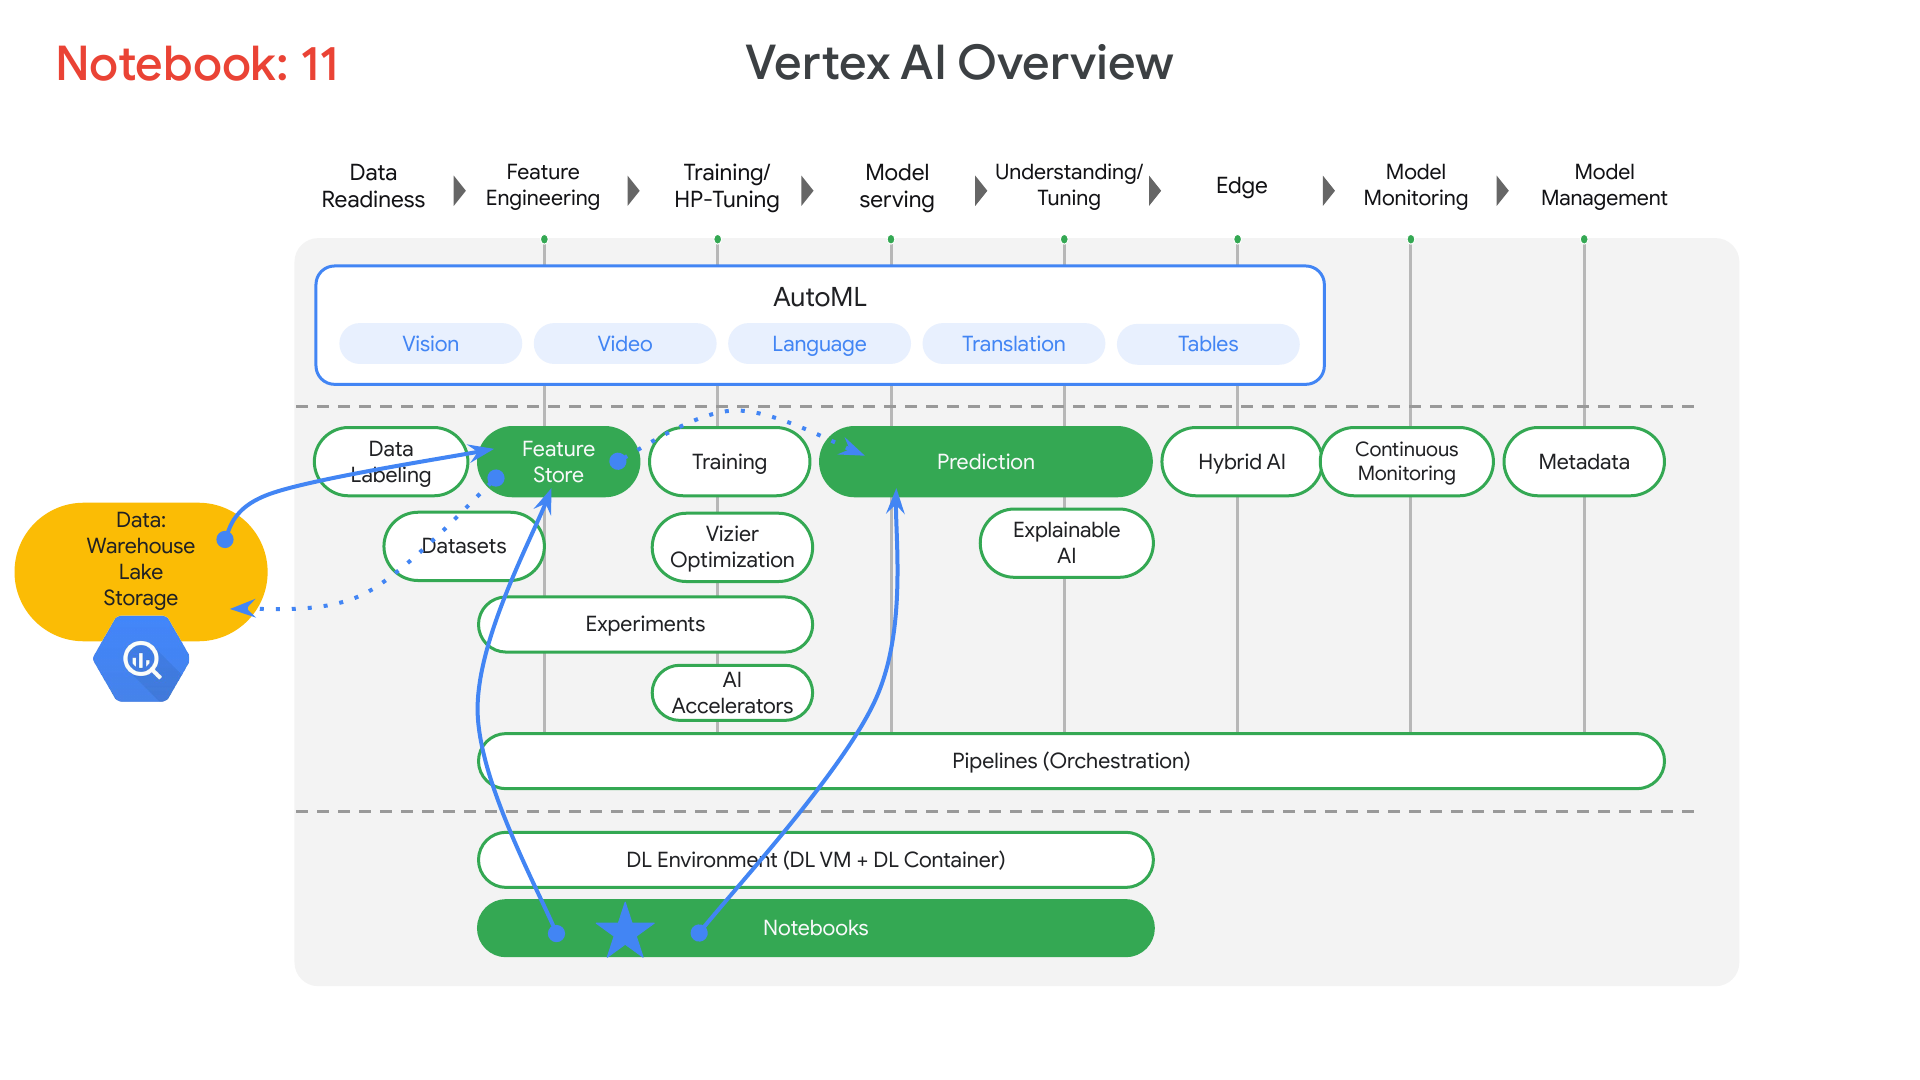 Notebook: 11
Vertex AI Overview
Data
Readiness
Feature
Engineering
Training/
HP-Tuning
Model
serving
Understanding/
Tuning
Edge
Model
Monitoring
Model
Management
AutoML
Vision
Video
Language
Translation
Tables
Data
Labeling
Feature
Store
Training
Prediction
Hybrid AI
Continuous
Monitoring
Metadata
Data:
Warehouse
Lake
Storage
Datasets
Vizier
Optimization
Explainable
AI
Experiments
AI
Accelerators
Pipelines (Orchestration)
DL Environment (DL VM + DL Container)
Notebooks